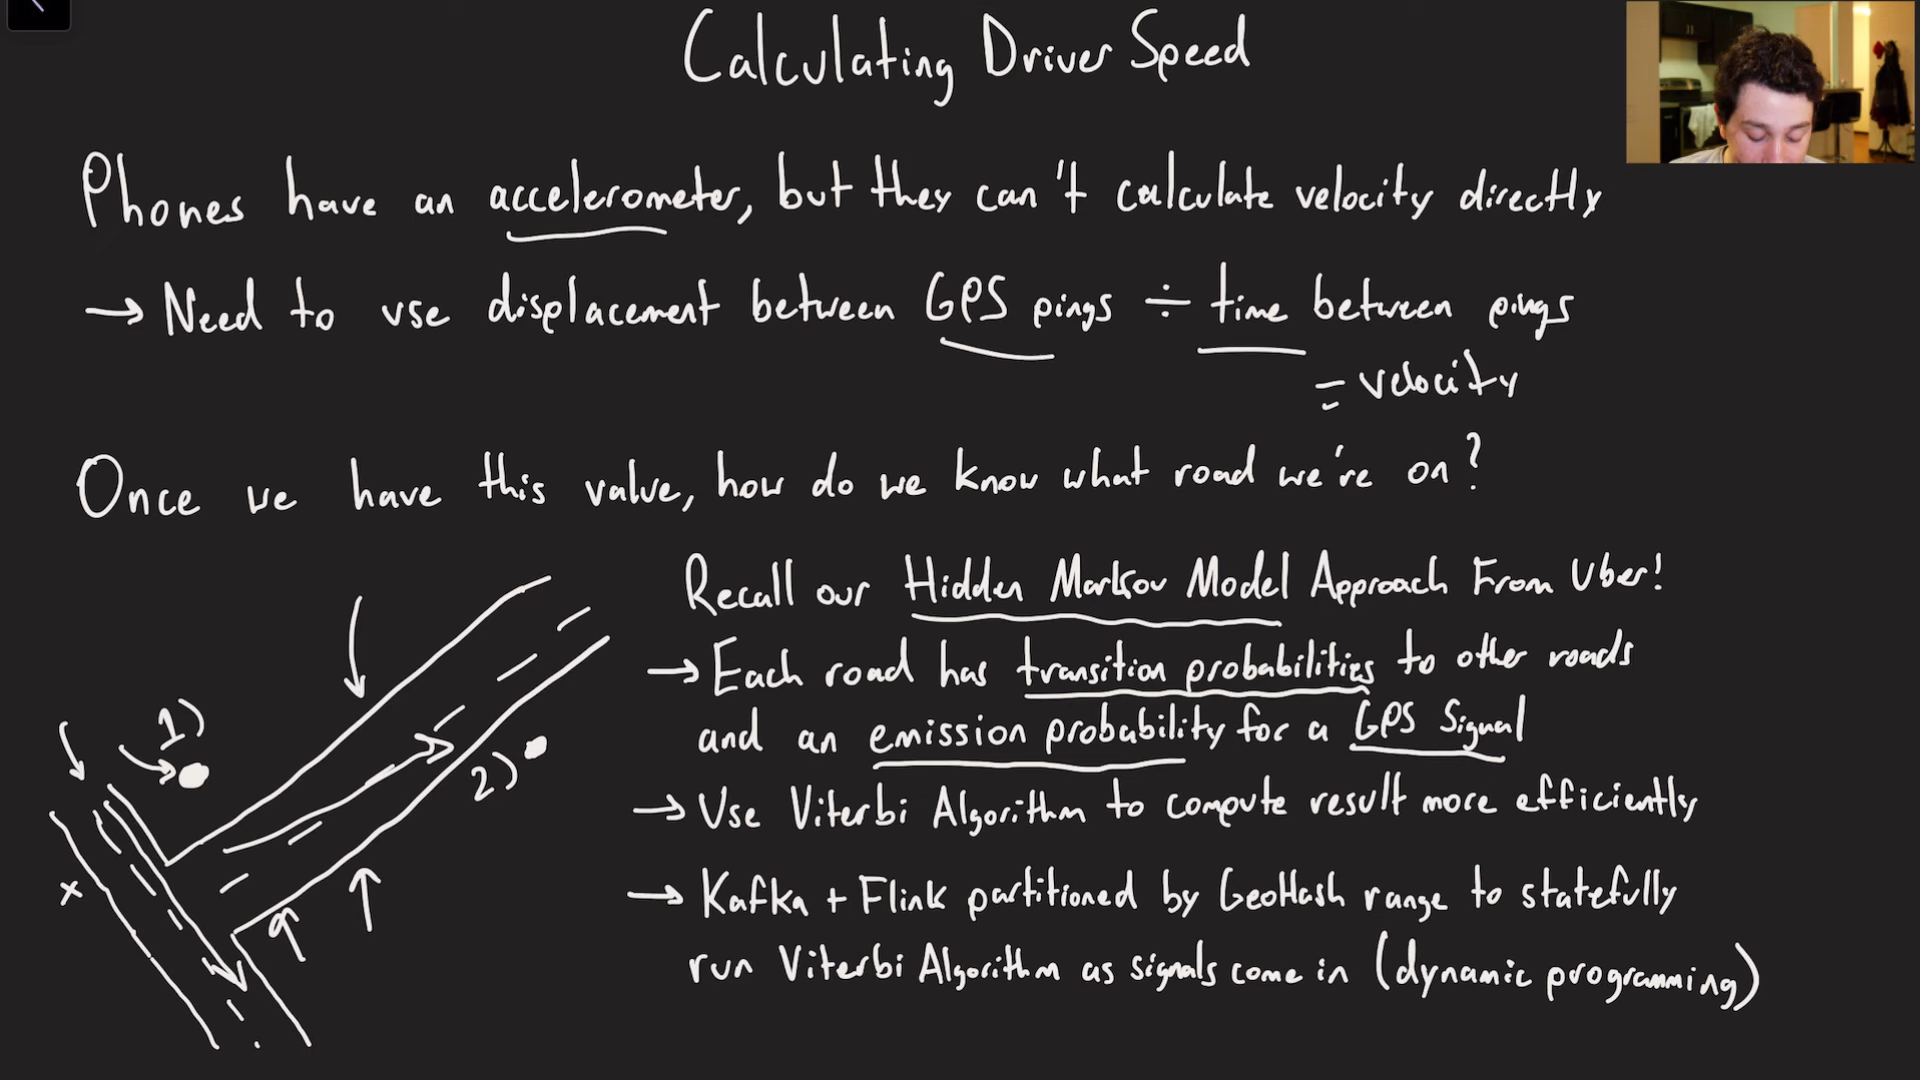 Calculating Driver Speed
Phones have an accelerometer, but they can't calculate velocity directly
→ Need to use displacement between GPS pings ÷ time between pings
= velocity
Once we have this value, how do we know what road we're on?
Recall our Hidden Markov Model Approach From Uber!
→ Each road has transition probabilities to other roads
and an emission probability for a GPS Signal
→ Use Viterbi Algorithm to compute result more efficiently
→ Kafka + Flink partitioned by GeoHash range to statefully
run Viterbi Algorithm as signals come in (dynamic programming)
1)
2)
x